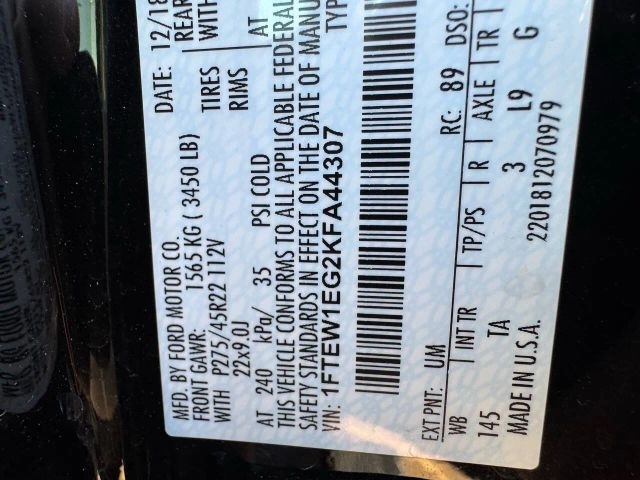 MFD. BY FORD MOTOR CO. DATE: 12/18
FRONT GAWR: 1565 KG ( 3450 LB) REAR
WITH P275/45R22 112V TIRES WITH
22x9.0J RIMS
AT 240 kPa/ 35 PSI COLD AT
THIS VEHICLE CONFORMS TO ALL APPLICABLE FEDERAL
SAFETY STANDARDS IN EFFECT ON THE DATE OF MANU
VIN: 1FTEW1EG2KFA44307 TYP
EXT PNT: UM RC: 89 DSO:
WB INT TR TP/PS R AXLE TR
145 TA 3 L9 G
MADE IN U.S.A. 2201812070979